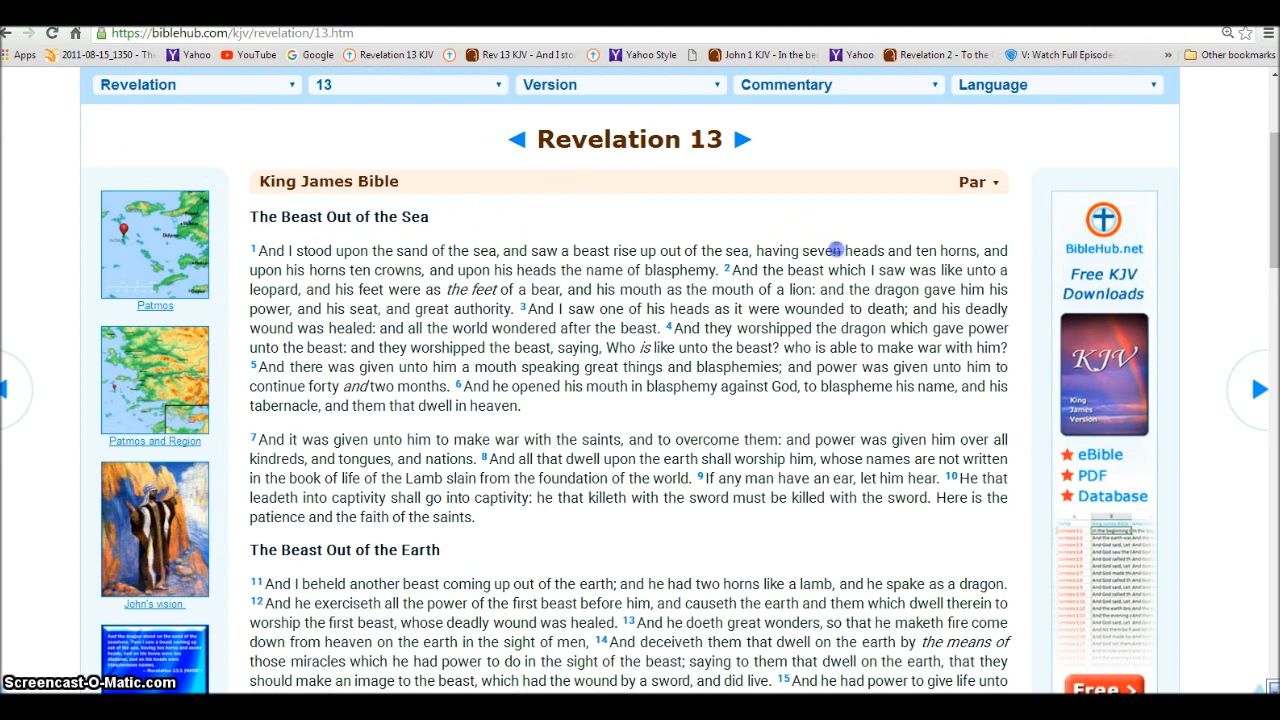 https://biblehub.com/kjv/revelation/13.htm
Apps 2011-08-15_1350 - The Yahoo YouTube Google Revelation 13 KJV Rev 13 KJV - And I sto Yahoo Style John 1 KJV - In the be Yahoo Revelation 2 - To the V: Watch Full Episode » Other bookmarks
Revelation 13 Version Commentary Language
Revelation 13
King James Bible Par
The Beast Out of the Sea
1 And I stood upon the sand of the sea, and saw a beast rise up out of the sea, having seven heads and ten horns, and
upon his horns ten crowns, and upon his heads the name of blasphemy. 2 And the beast which I saw was like unto a
leopard, and his feet were as the feet of a bear, and his mouth as the mouth of a lion: and the dragon gave him his
power, and his seat, and great authority. 3 And I saw one of his heads as it were wounded to death; and his deadly
wound was healed: and all the world wondered after the beast. 4 And they worshipped the dragon which gave power
unto the beast: and they worshipped the beast, saying, Who is like unto the beast? who is able to make war with him?
5 And there was given unto him a mouth speaking great things and blasphemies; and power was given unto him to
continue forty and two months. 6 And he opened his mouth in blasphemy against God, to blaspheme his name, and his
tabernacle, and them that dwell in heaven.
7 And it was given unto him to make war with the saints, and to overcome them: and power was given him over all
kindreds, and tongues, and nations. 8 And all that dwell upon the earth shall worship him, whose names are not written
in the book of life of the Lamb slain from the foundation of the world. 9 If any man have an ear, let him hear. 10 He that
leadeth into captivity shall go into captivity: he that killeth with the sword must be killed with the sword. Here is the
patience and the faith of the saints.
The Beast Out of the Earth
11 And I beheld another beast coming up out of the earth; and he had two horns like a lamb, and he spake as a dragon.
12 And he exerciseth all the power of the first beast before him, and causeth the earth and them which dwell therein to
worship the first beast, whose deadly wound was healed. 13 And he doeth great wonders, so that he maketh fire come
down from heaven on the earth in the sight of men, 14 And deceiveth them that dwell on the earth by the means of
those miracles which he had power to do in the sight of the beast; saying to them that dwell on the earth, that they
should make an image to the beast, which had the wound by a sword, and did live. 15 And he had power to give life unto
Patmos
Patmos and Region
John's vision
BibleHub.net
Free KJV
Downloads
KJV
King
James
Version
eBible
PDF
Database
Free >
Screencast-O-Matic.com